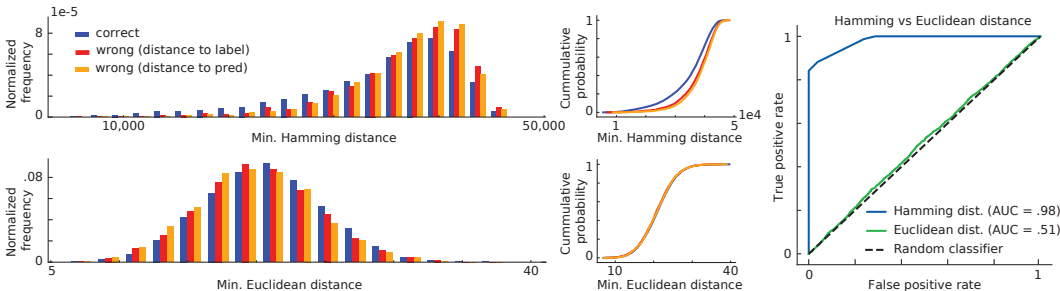 1e-5
8
0
Normalized
frequency
correct
wrong (distance to label)
wrong (distance to pred)
10,000
50,000
Min. Hamming distance
Cummulative
probability
1
0
1
5
1e4
Min. Hamming distance
Normalized
frequency
.08
0
5
40
Min. Euclidean distance
Cummulative
probability
1
0
10
40
Min. Euclidean distance
Hamming vs Euclidean distance
True positive rate
1
0
Hamming dist. (AUC = .98)
Euclidean dist. (AUC = .51)
Random classifier
0
1
False positive rate